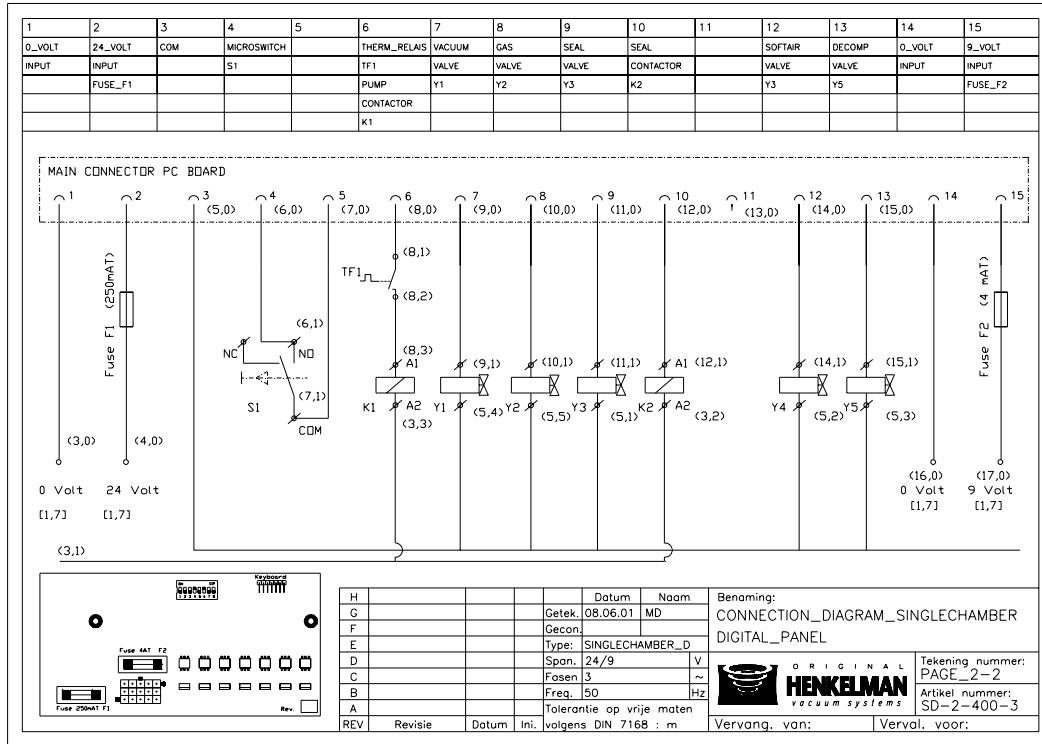 1 2 3 4 5 6 7 8 9 10 11 12 13 14 15
0_VOLT 24_VOLT COM MICROSWITCH THERM_RELAIS VACUUM GAS SEAL SEAL SOFTAIR DECOMP 0_VOLT 9_VOLT
INPUT INPUT S1 TF1 VALVE VALVE VALVE CONTACTOR VALVE VALVE INPUT INPUT
FUSE_F1 PUMP Y1 Y2 Y3 K2 Y3 Y5 FUSE_F2
CONTACTOR
K1
MAIN CONNECTOR PC BOARD
1 2 3 4 5 6 7 8 9 10 11 12 13 14 15
(5,0) (6,0) (7,0) (8,0) (9,0) (10,0) (11,0) (12,0) (13,0) (14,0) (15,0)
(8,1)
TF1
(8,2)
Fuse F1 (250mAT)
Fuse F2 (4 mAT)
(6,1)
NC NO
(8,3) A1 (9,1) (10,1) (11,1) A1 (12,1) (14,1) (15,1)
S1 (7,1)
COM
K1 A2 Y1 (5,4) Y2 (5,5) Y3 (5,1) K2 A2 Y4 (5,2) Y5 (5,3)
(3,3) (3,2)
(3,0) (4,0)
(16,0) (17,0)
0 Volt 24 Volt 0 Volt 9 Volt
[1,7] [1,7] [1,7] [1,7]
(3,1)
ON DIP
1 2 3 4 5 6 7 8
Keyboard
Fuse 4AT F2
Fuse 250mAT F1
Rev.
H Datum Naam
G Getek. 08.06.01 MD
F Gecon.
E Type: SINGLECHAMBER_D
D Span. 24/9 V
C Fasen 3 ~
B Freq. 50 Hz
A Tolerantie op vrije maten
REV Revisie Datum Ini. volgens DIN 7168 : m
Benaming:
CONNECTION_DIAGRAM_SINGLECHAMBER
DIGITAL_PANEL
ORIGINAL
HENKELMAN
vacuum systems
Tekening nummer:
PAGE_2-2
Artikel nummer:
SD-2-400-3
Vervang. van: Verval. voor: